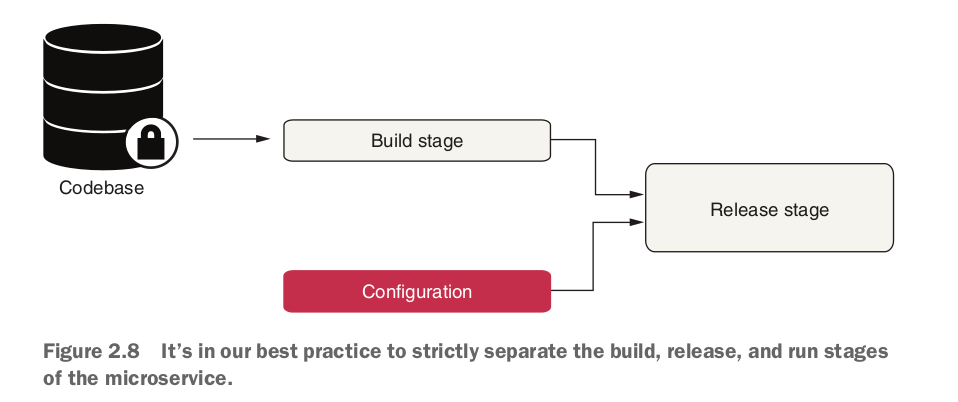 Build stage
Codebase
Release stage
Configuration
Figure 2.8 It's in our best practice to strictly separate the build, release, and run stages
of the microservice.